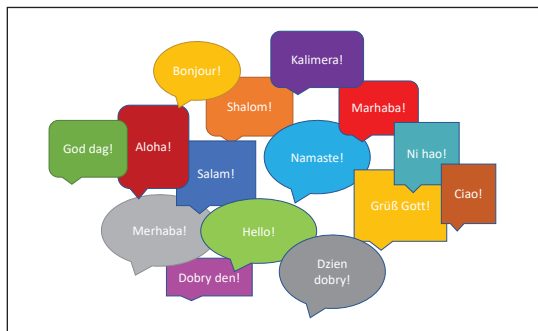 Kalimera!
Bonjour!
Shalom!
Marhaba!
God dag!
Aloha!
Ni hao!
Namaste!
Salam!
Ciao!
Grüß Gott!
Merhaba!
Hello!
Dzien
dobry!
Dobry den!